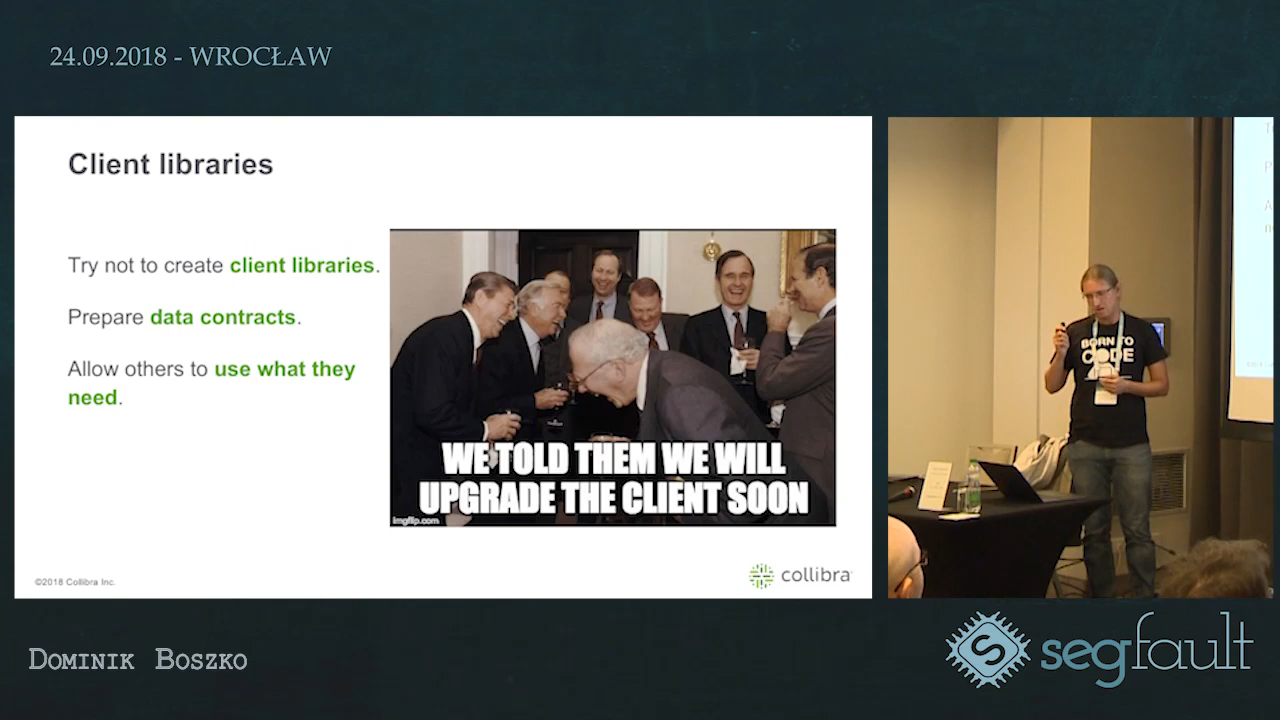 24.09.2018 - WROCŁAW
Client libraries
Try not to create client libraries.
Prepare data contracts.
Allow others to use what they
need.
WE TOLD THEM WE WILL
UPGRADE THE CLIENT SOON
imgflip.com
©2018 Collibra Inc.
collibra
BORN TO
CODE
DOMINIK BOSZKO
segfault